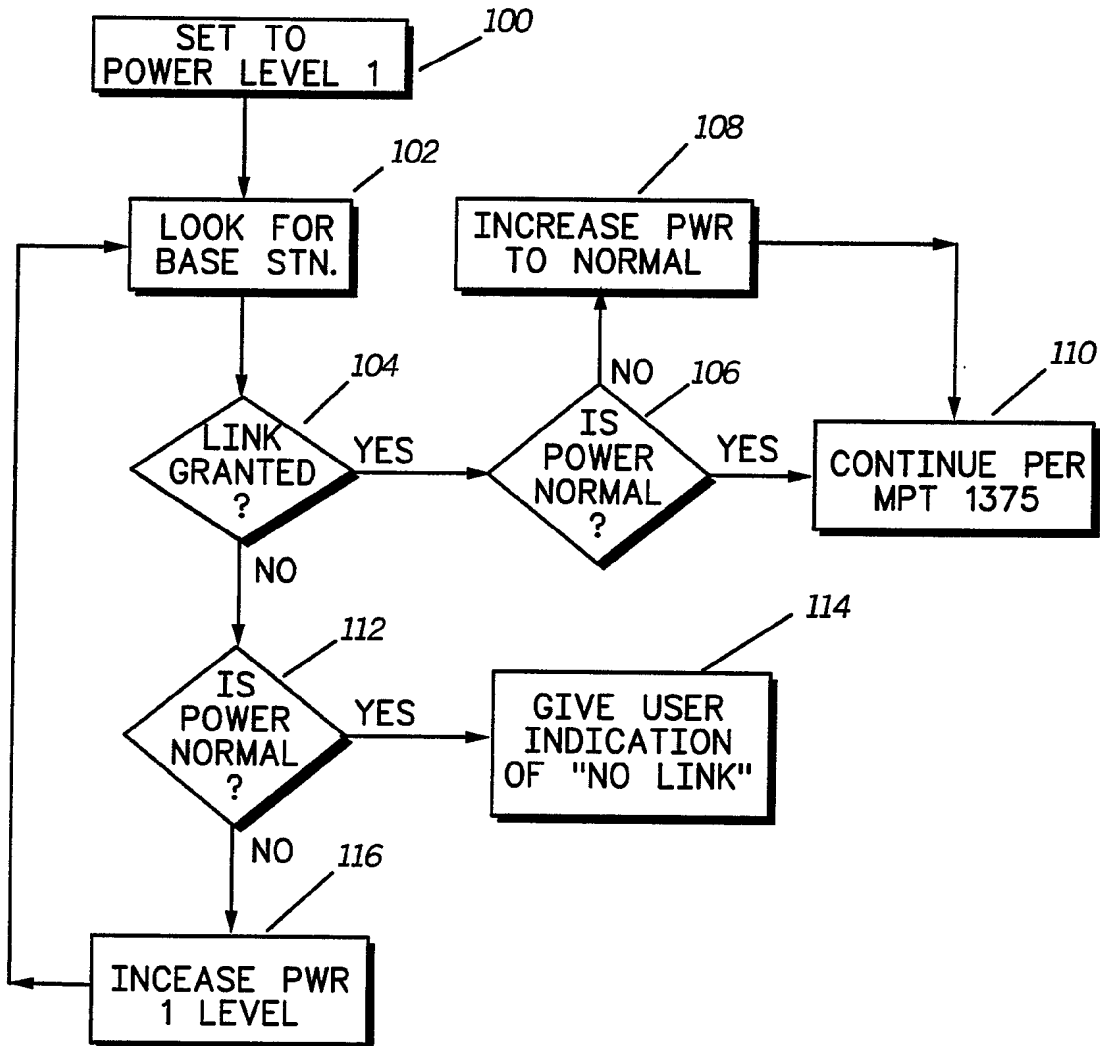 SET TO
POWER LEVEL 1
100
LOOK FOR
BASE STN.
102
INCREASE PWR
TO NORMAL
108
LINK
GRANTED
?
104
YES
NO
IS
POWER
NORMAL
?
106
NO
YES
CONTINUE PER
MPT 1375
110
IS
POWER
NORMAL
?
112
YES
NO
GIVE USER
INDICATION
OF "NO LINK"
114
INCEASE PWR
1 LEVEL
116